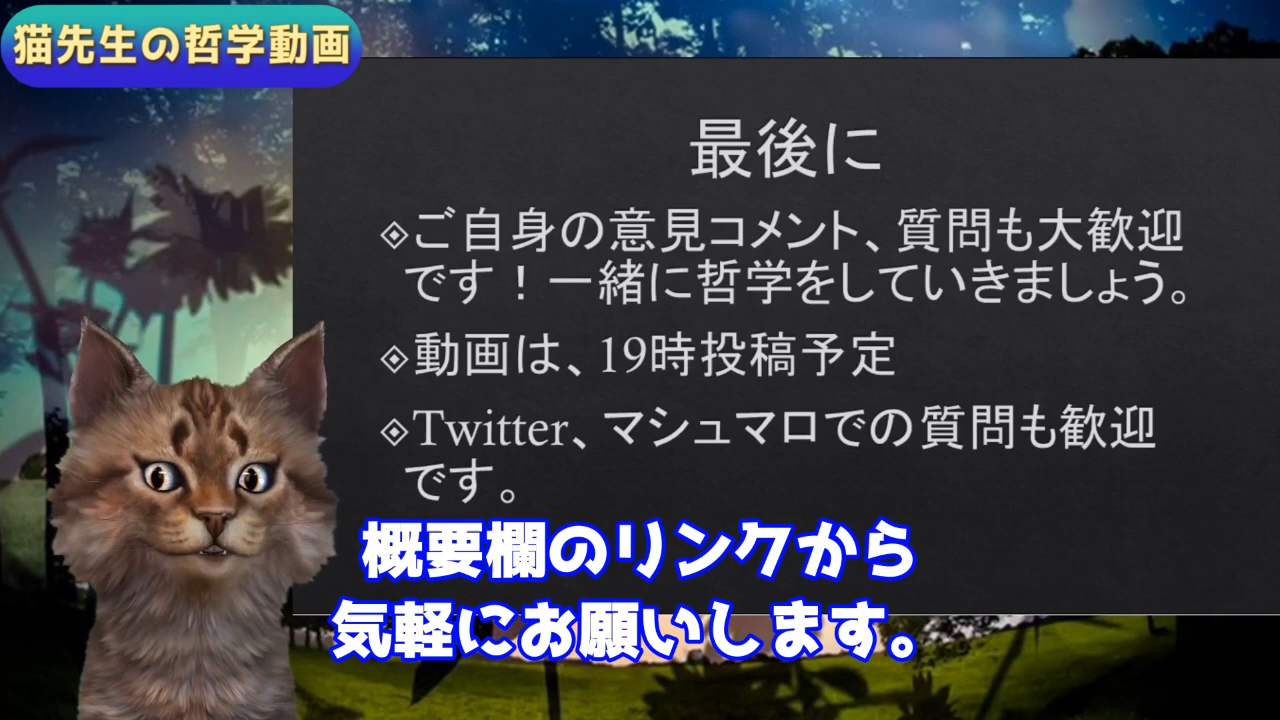 猫先生の哲学動画
最後に
◈ご自身の意見コメント、質問も大歓迎
です！一緒に哲学をしていきましょう。
◈動画は、19時投稿予定
◈Twitter、マシュマロでの質問も歓迎
です。
概要欄のリンクから
気軽にお願いします。